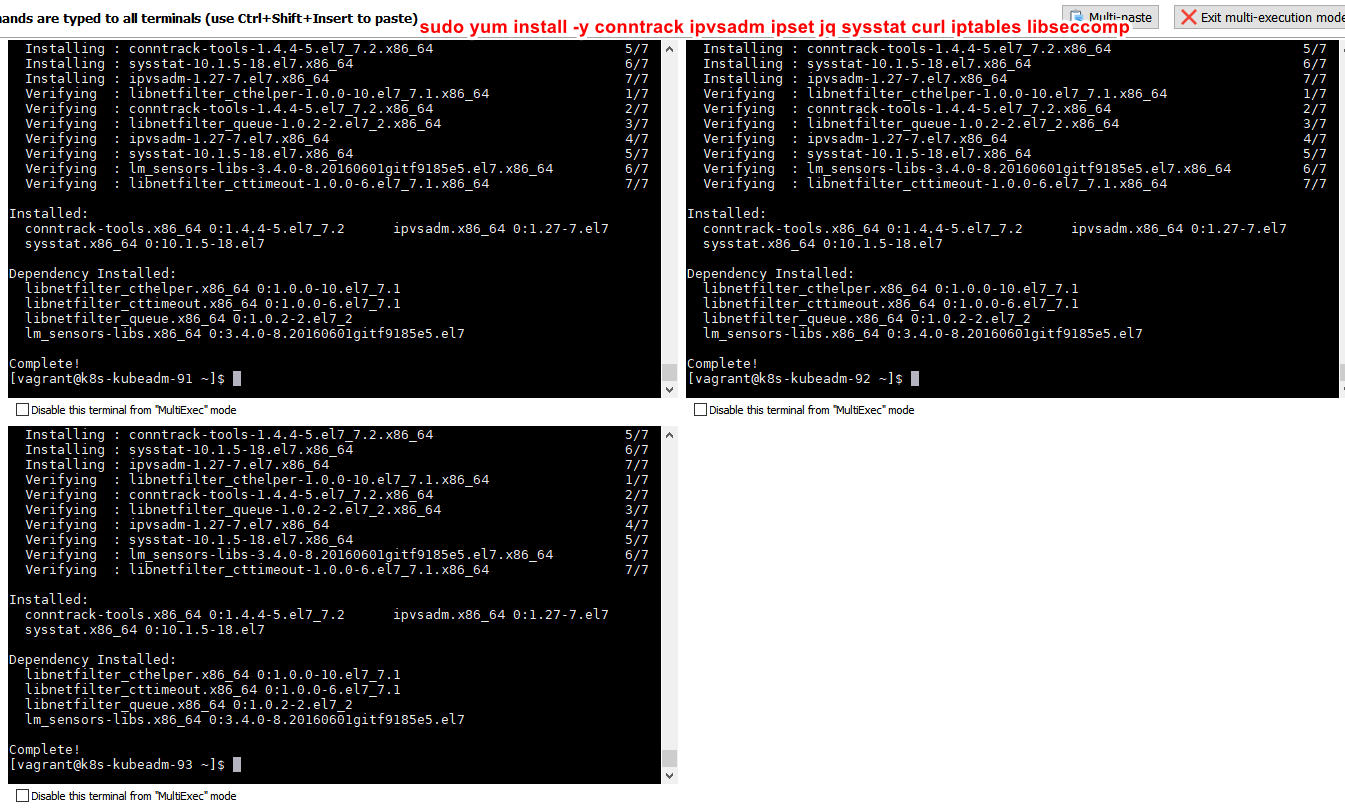 ands are typed to all terminals (use Ctrl+Shift+Insert to paste)
sudo yum install -y conntrack ipvsadm ipset jq sysstat curl iptables libseccomp
Multi-paste
Exit multi-execution mode
Installing : conntrack-tools-1.4.4-5.el7_7.2.x86_64 5/7
Installing : sysstat-10.1.5-18.el7.x86_64 6/7
Installing : ipvsadm-1.27-7.el7.x86_64 7/7
Verifying : libnetfilter_cthelper-1.0.0-10.el7_7.1.x86_64 1/7
Verifying : conntrack-tools-1.4.4-5.el7_7.2.x86_64 2/7
Verifying : libnetfilter_queue-1.0.2-2.el7_2.x86_64 3/7
Verifying : ipvsadm-1.27-7.el7.x86_64 4/7
Verifying : sysstat-10.1.5-18.el7.x86_64 5/7
Verifying : lm_sensors-libs-3.4.0-8.20160601gitf9185e5.el7.x86_64 6/7
Verifying : libnetfilter_cttimeout-1.0.0-6.el7_7.1.x86_64 7/7
Installed:
conntrack-tools.x86_64 0:1.4.4-5.el7_7.2 ipvsadm.x86_64 0:1.27-7.el7
sysstat.x86_64 0:10.1.5-18.el7
Dependency Installed:
libnetfilter_cthelper.x86_64 0:1.0.0-10.el7_7.1
libnetfilter_cttimeout.x86_64 0:1.0.0-6.el7_7.1
libnetfilter_queue.x86_64 0:1.0.2-2.el7_2
lm_sensors-libs.x86_64 0:3.4.0-8.20160601gitf9185e5.el7
Complete!
[vagrant@k8s-kubeadm-91 ~]$
Disable this terminal from "MultiExec" mode
Installing : conntrack-tools-1.4.4-5.el7_7.2.x86_64 5/7
Installing : sysstat-10.1.5-18.el7.x86_64 6/7
Installing : ipvsadm-1.27-7.el7.x86_64 7/7
Verifying : libnetfilter_cthelper-1.0.0-10.el7_7.1.x86_64 1/7
Verifying : conntrack-tools-1.4.4-5.el7_7.2.x86_64 2/7
Verifying : libnetfilter_queue-1.0.2-2.el7_2.x86_64 3/7
Verifying : ipvsadm-1.27-7.el7.x86_64 4/7
Verifying : sysstat-10.1.5-18.el7.x86_64 5/7
Verifying : lm_sensors-libs-3.4.0-8.20160601gitf9185e5.el7.x86_64 6/7
Verifying : libnetfilter_cttimeout-1.0.0-6.el7_7.1.x86_64 7/7
Installed:
conntrack-tools.x86_64 0:1.4.4-5.el7_7.2 ipvsadm.x86_64 0:1.27-7.el7
sysstat.x86_64 0:10.1.5-18.el7
Dependency Installed:
libnetfilter_cthelper.x86_64 0:1.0.0-10.el7_7.1
libnetfilter_cttimeout.x86_64 0:1.0.0-6.el7_7.1
libnetfilter_queue.x86_64 0:1.0.2-2.el7_2
lm_sensors-libs.x86_64 0:3.4.0-8.20160601gitf9185e5.el7
Complete!
[vagrant@k8s-kubeadm-92 ~]$
Disable this terminal from "MultiExec" mode
Installing : conntrack-tools-1.4.4-5.el7_7.2.x86_64 5/7
Installing : sysstat-10.1.5-18.el7.x86_64 6/7
Installing : ipvsadm-1.27-7.el7.x86_64 7/7
Verifying : libnetfilter_cthelper-1.0.0-10.el7_7.1.x86_64 1/7
Verifying : conntrack-tools-1.4.4-5.el7_7.2.x86_64 2/7
Verifying : libnetfilter_queue-1.0.2-2.el7_2.x86_64 3/7
Verifying : ipvsadm-1.27-7.el7.x86_64 4/7
Verifying : sysstat-10.1.5-18.el7.x86_64 5/7
Verifying : lm_sensors-libs-3.4.0-8.20160601gitf9185e5.el7.x86_64 6/7
Verifying : libnetfilter_cttimeout-1.0.0-6.el7_7.1.x86_64 7/7
Installed:
conntrack-tools.x86_64 0:1.4.4-5.el7_7.2 ipvsadm.x86_64 0:1.27-7.el7
sysstat.x86_64 0:10.1.5-18.el7
Dependency Installed:
libnetfilter_cthelper.x86_64 0:1.0.0-10.el7_7.1
libnetfilter_cttimeout.x86_64 0:1.0.0-6.el7_7.1
libnetfilter_queue.x86_64 0:1.0.2-2.el7_2
lm_sensors-libs.x86_64 0:3.4.0-8.20160601gitf9185e5.el7
Complete!
[vagrant@k8s-kubeadm-93 ~]$
Disable this terminal from "MultiExec" mode